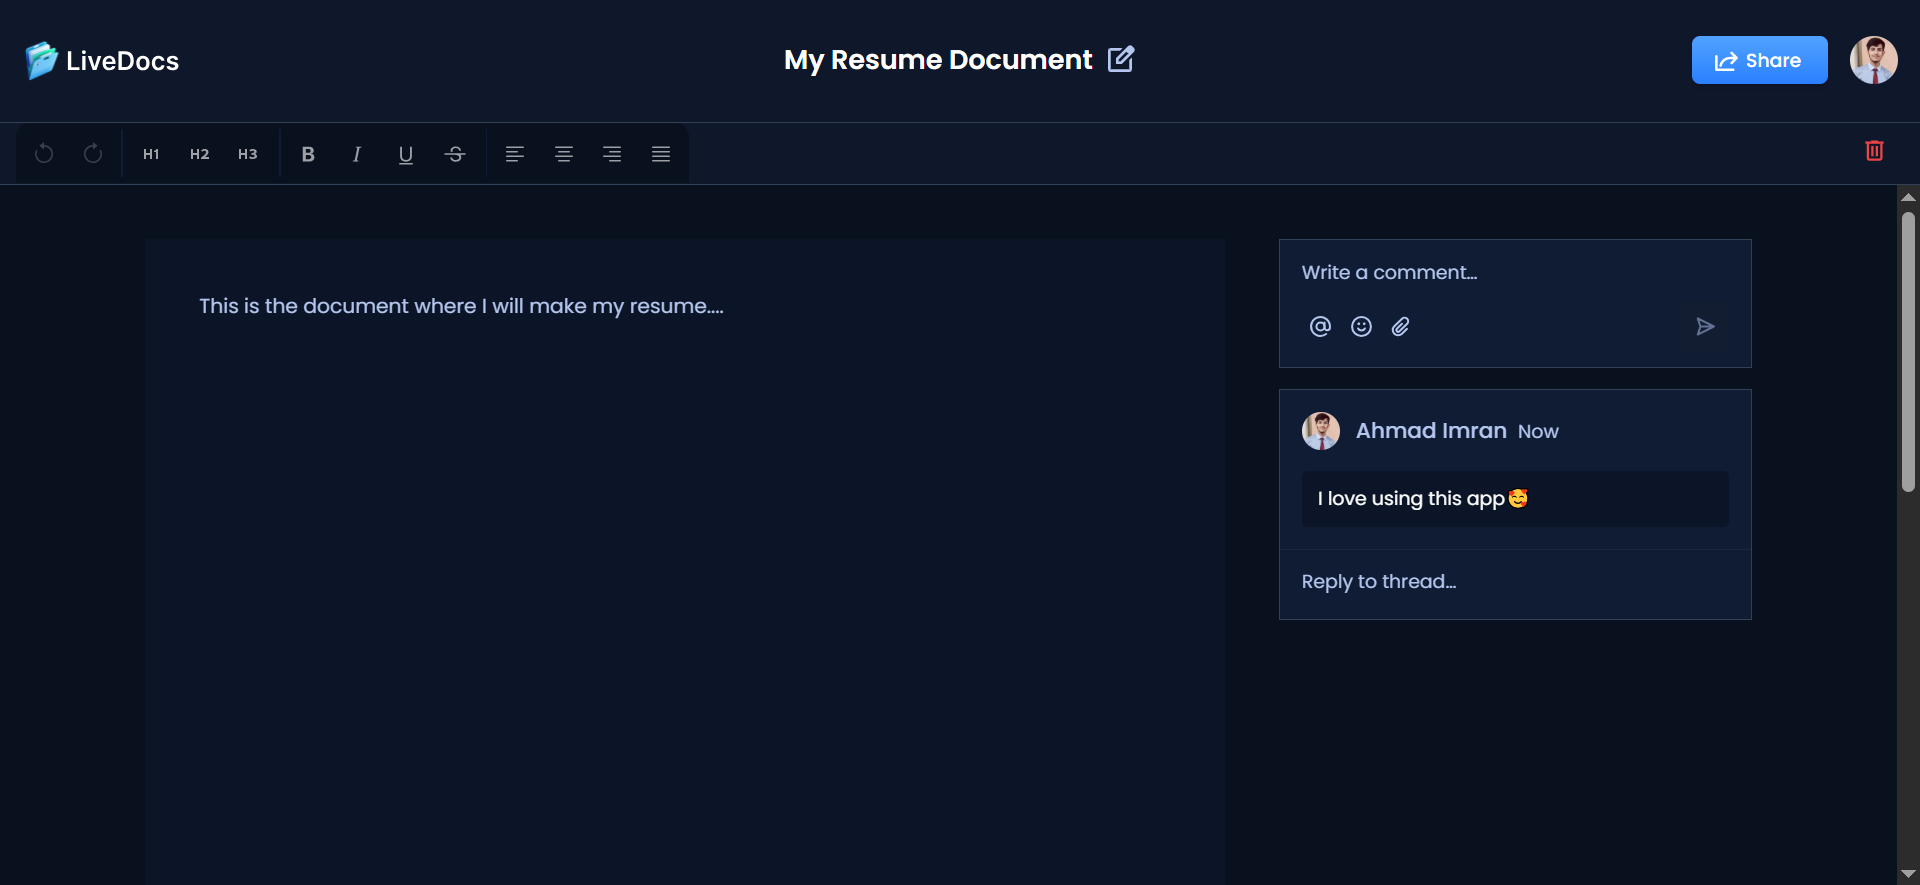 LiveDocs
My Resume Document
Share
H1 H2 H3 B I U S
This is the document where I will make my resume....
Write a comment…
Ahmad Imran Now
I love using this app🥰
Reply to thread…